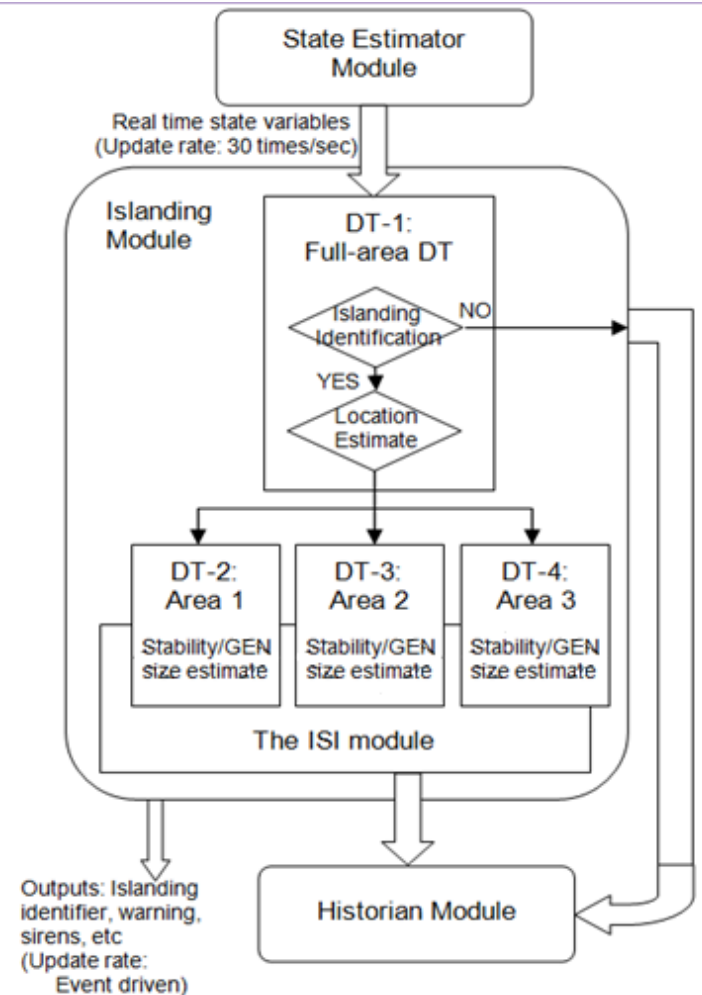 State Estimator
Module
Real time state variables
(Update rate: 30 times/sec)
Islanding
Module
DT-1:
Full-area DT
Islanding
Identification
NO
YES
Location
Estimate
DT-2:
Area 1
Stability/GEN
size estimate
DT-3:
Area 2
Stability/GEN
size estimate
DT-4:
Area 3
Stability/GEN
size estimate
The ISI module
Outputs: Islanding
identifier, warning,
sirens, etc
(Update rate:
Event driven)
Historian Module